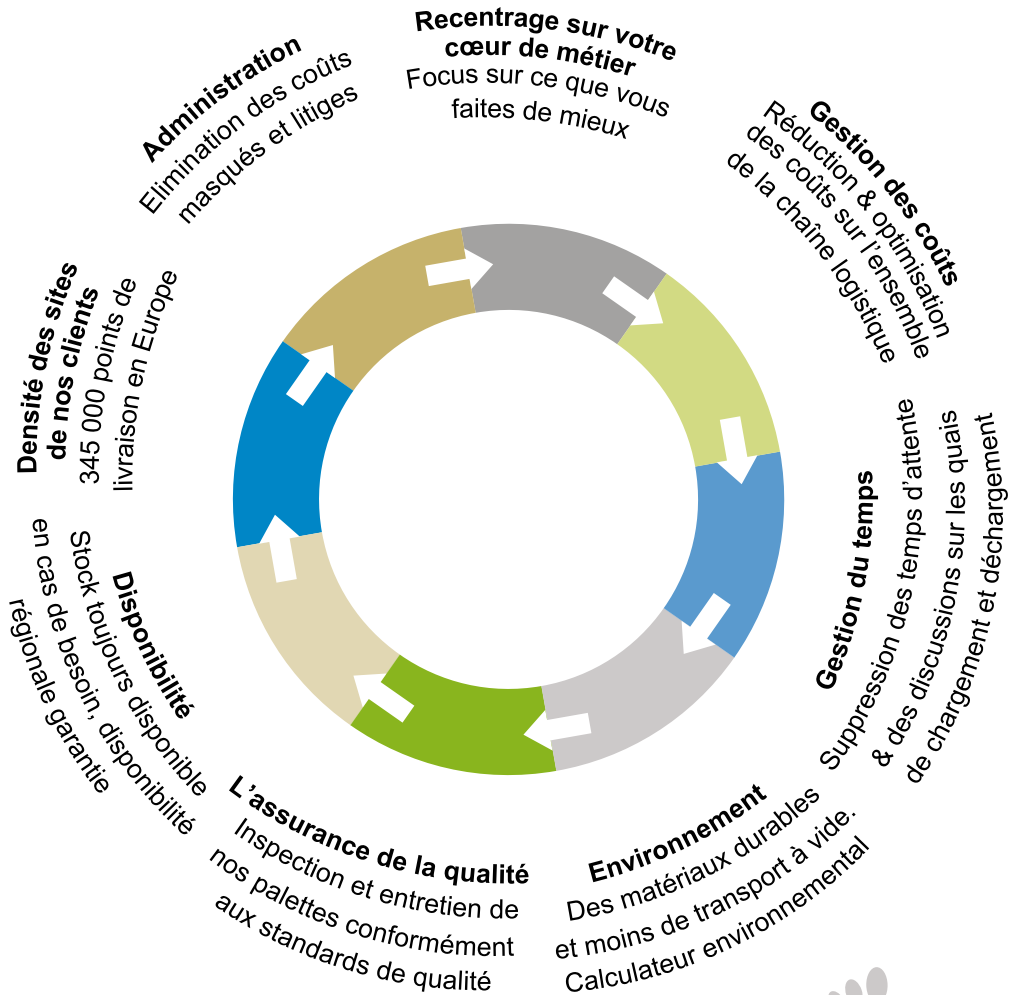 Recentrage sur votre
cœur de métier
Focus sur ce que vous
faites de mieux
Gestion des coûts
Réduction & optimisation
des coûts sur l'ensemble
de la chaîne logistique
Gestion du temps
Suppression des temps d'attente
& des discussions sur les quais
de chargement et déchargement
Environnement
Des matériaux durables
et moins de transport à vide.
Calculateur environnemental
L'assurance de la qualité
Inspection et entretien de
nos palettes conformément
aux standards de qualité
Disponibilité
Stock toujours disponible
en cas de besoin, disponibilité
régionale garantie
Densité des sites
de nos clients
345 000 points de
livraison en Europe
Administration
Elimination des coûts
masqués et litiges